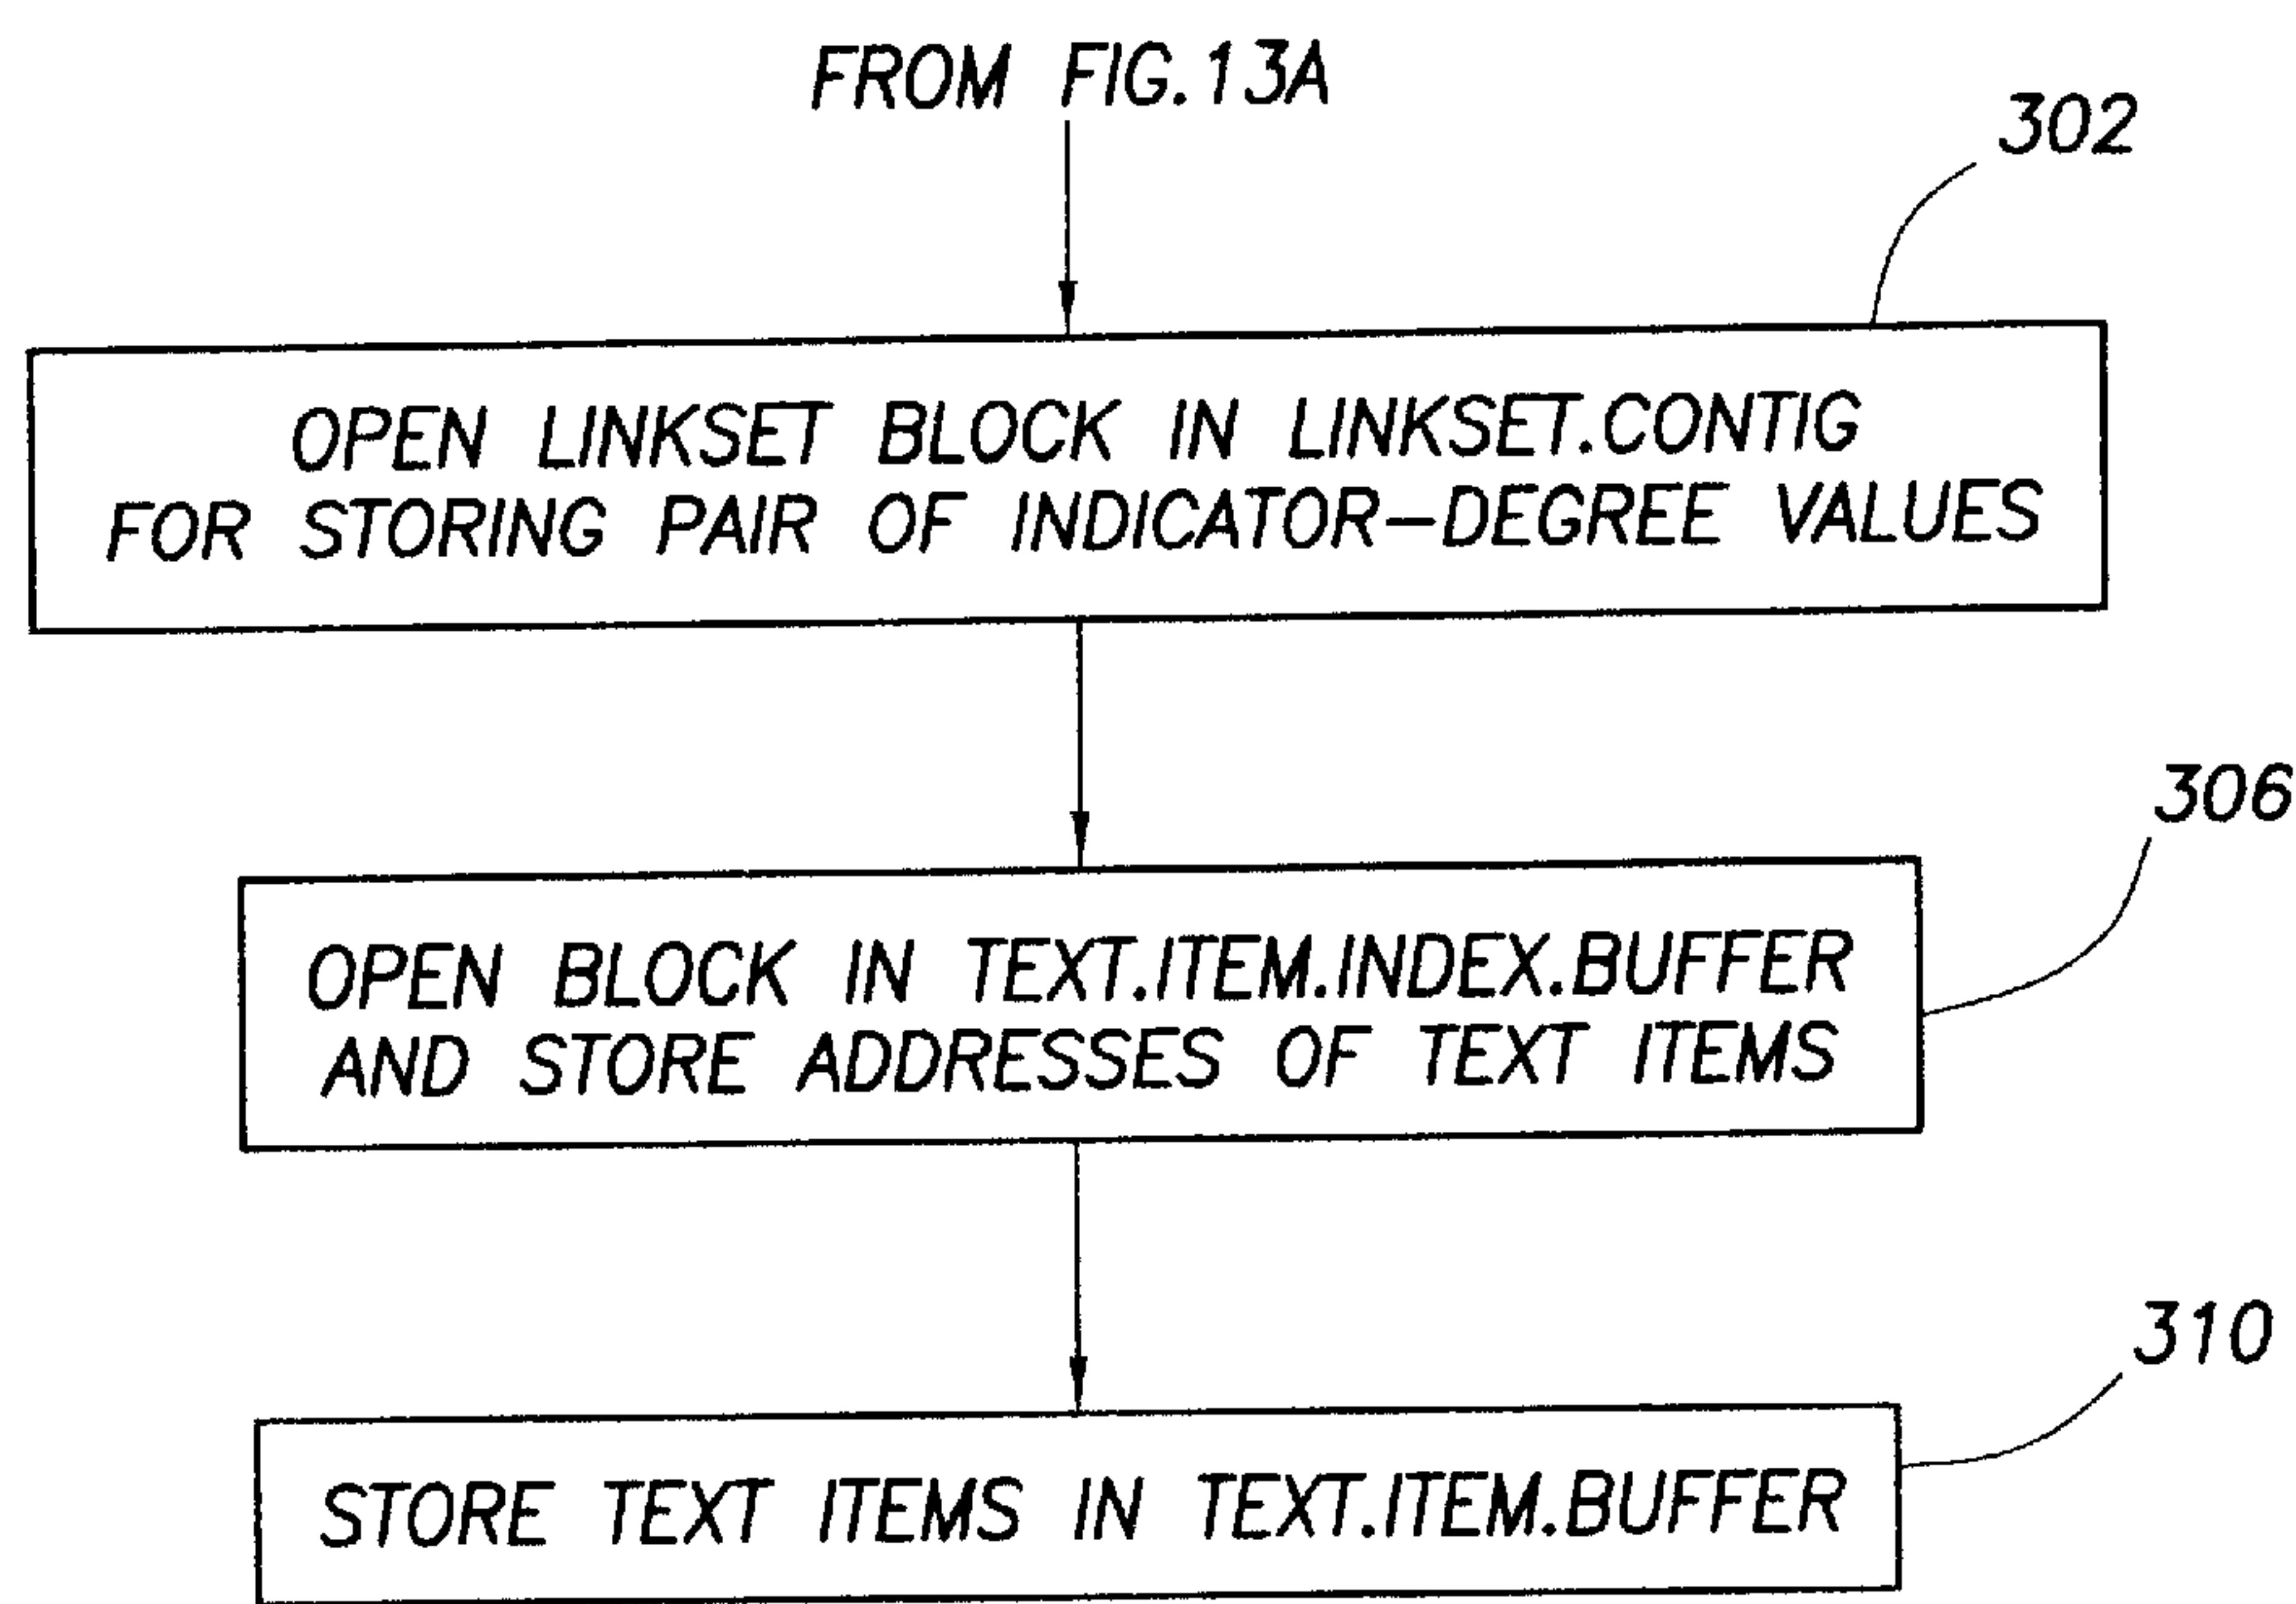 FROM FIG.13A
302
OPEN LINKSET BLOCK IN LINKSET.CONTIG
FOR STORING PAIR OF INDICATOR-DEGREE VALUES
306
OPEN BLOCK IN TEXT.ITEM.INDEX.BUFFER
AND STORE ADDRESSES OF TEXT ITEMS
310
STORE TEXT ITEMS IN TEXT.ITEM.BUFFER